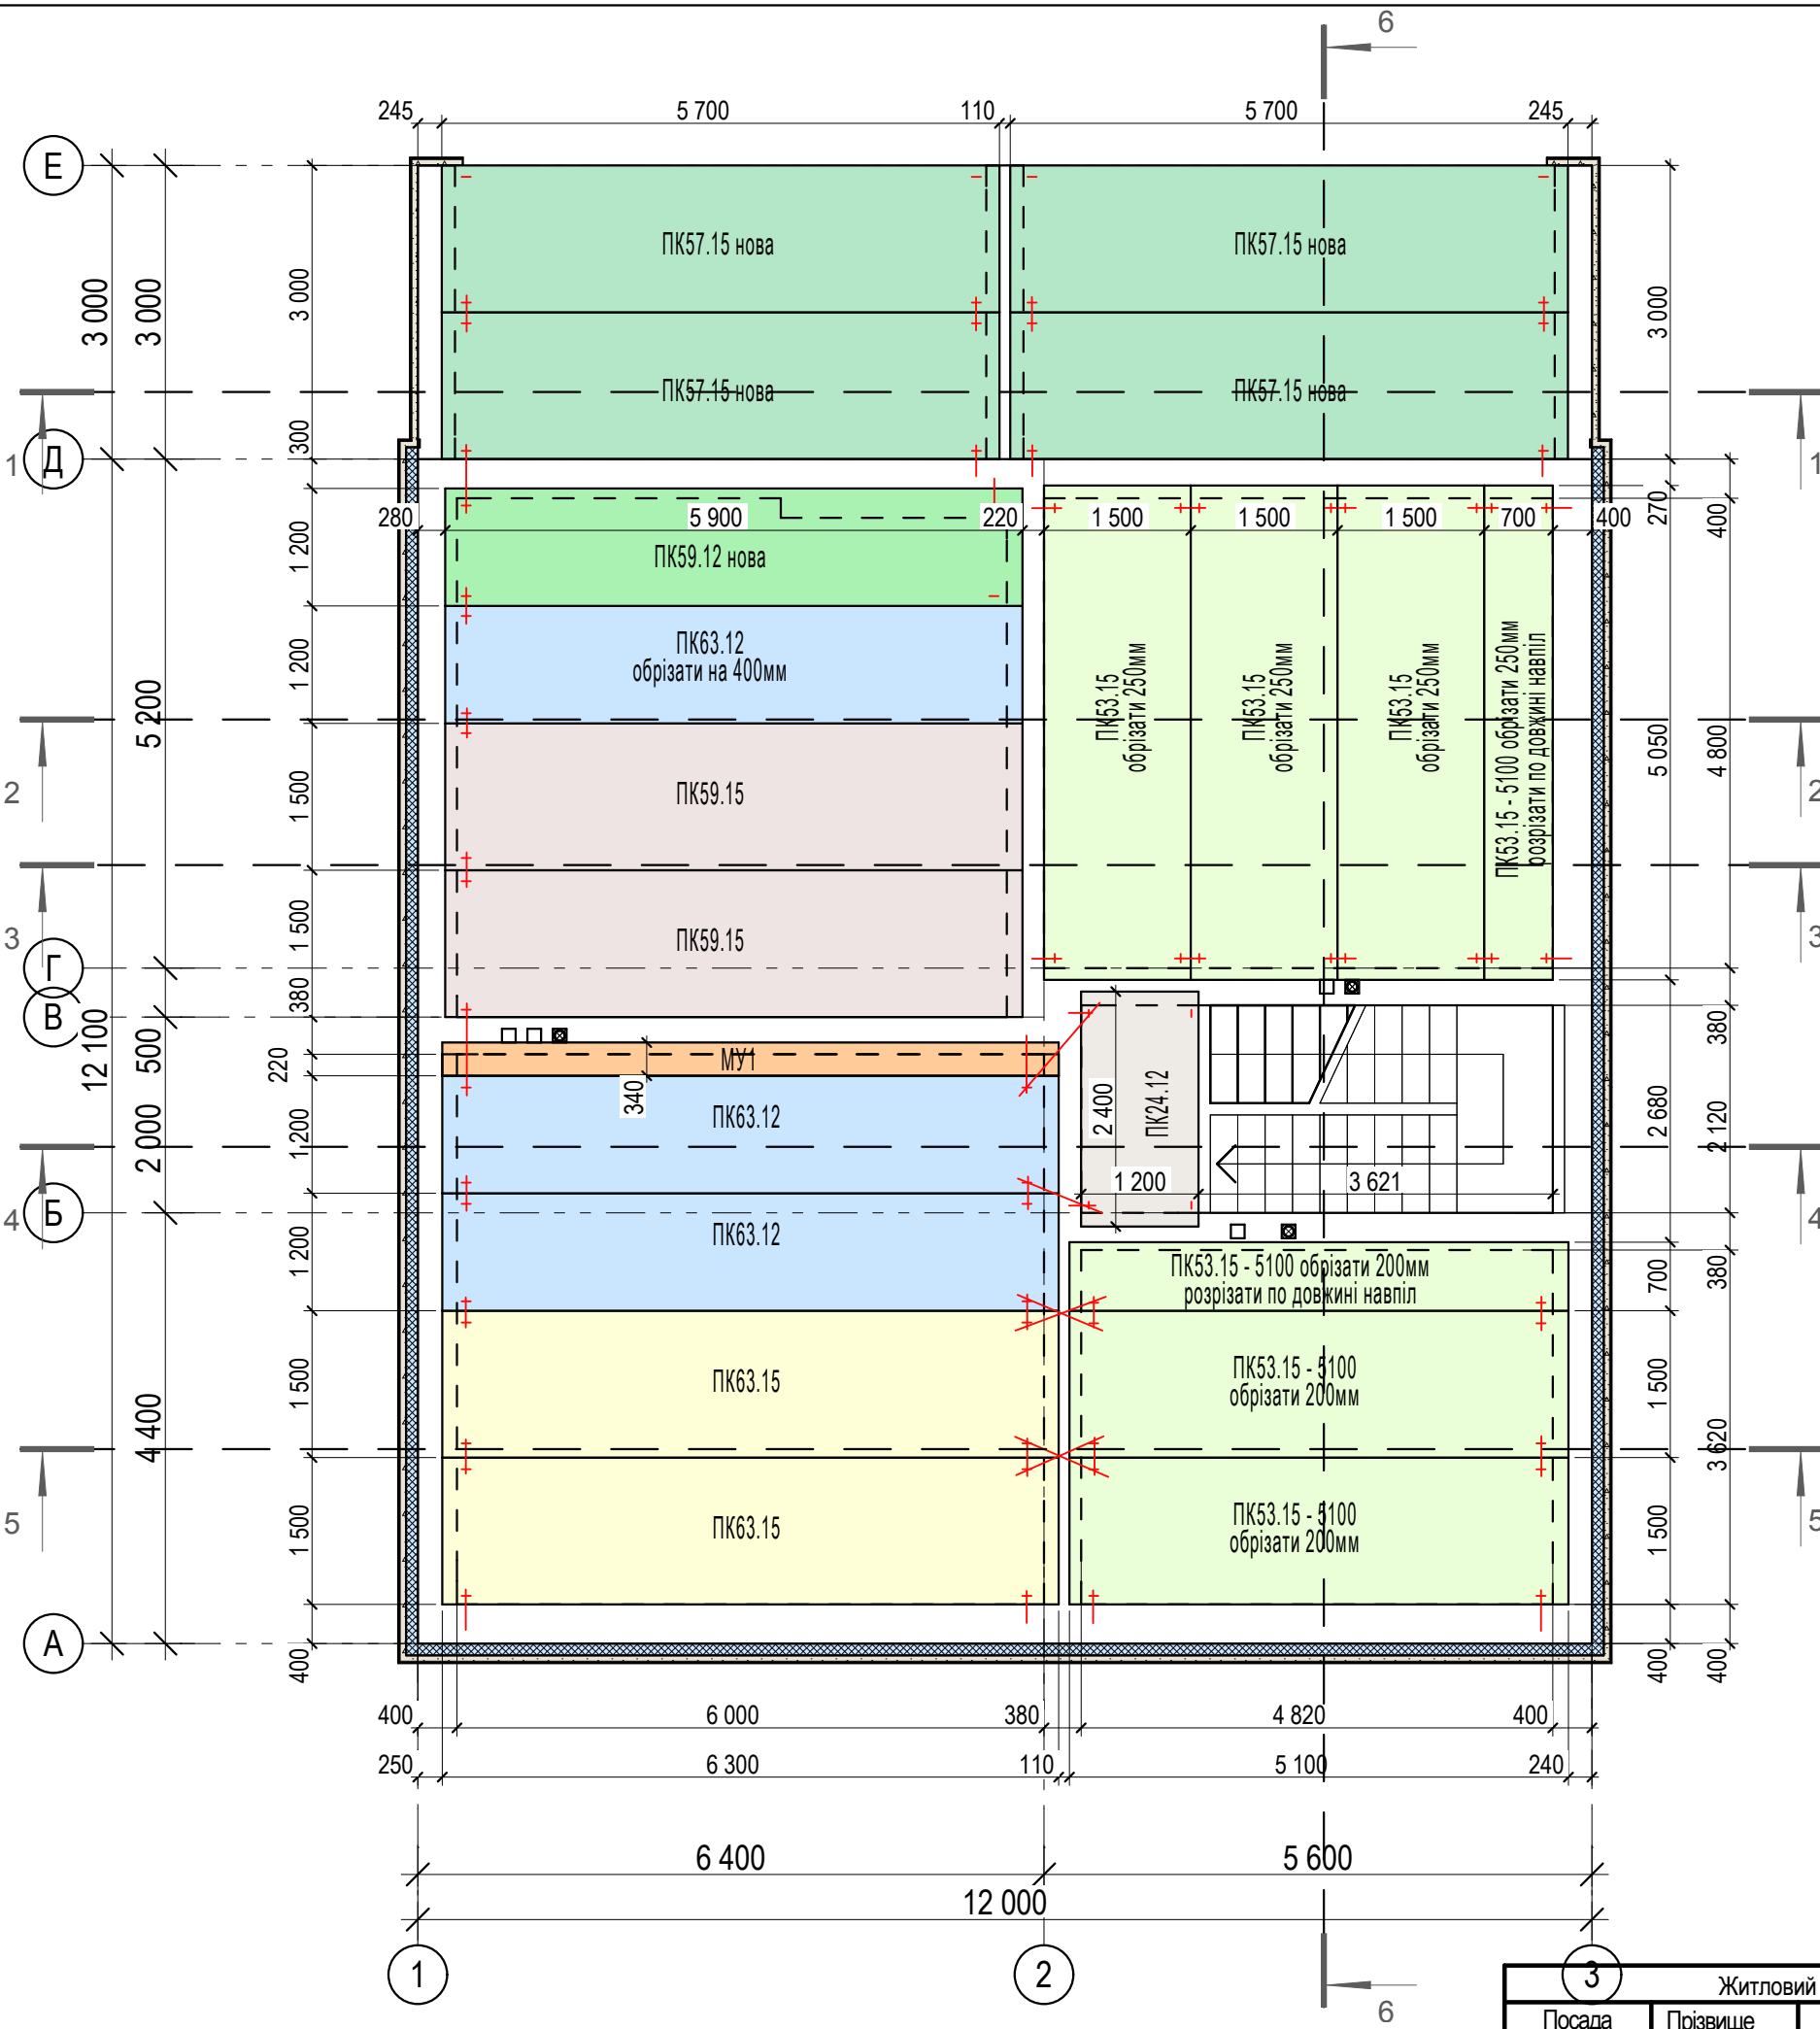 6
245 5 700 110 5 700 245
Е
ПК57.15 нова
ПК57.15 нова
3 000
3 000
3 000
3 000
ПК57.15 нова
ПК57.15 нова
300
1
Д
1
280
5 900
220
1 500
1 500
1 500
700
400
270
400
1 200
ПК59.12 нова
ПК63.12
обрізати на 400мм
1 200
5 200
ПК53.15
обрізати 250мм
ПК53.15
обрізати 250мм
ПК53.15
обрізати 250мм
ПК53.15 - 5100 обрізати 250мм
розрізати по довжині навпіл
5 050
4 800
2
2
1 500
ПК59.15
3
3
1 500
ПК59.15
Г
В
380
12 100
500
220
МУ1
340
380
2 000
1 200
ПК63.12
2 400
ПК24.12
2 680
2 120
1 200
3 621
4
Б
4
1 200
ПК63.12
ПК53.15 - 5100 обрізати 200мм
розрізати по довжині навпіл
700
380
4 400
1 500
ПК63.15
ПК53.15 - 5100
обрізати 200мм
1 500
3 620
5
5
1 500
ПК63.15
ПК53.15 - 5100
обрізати 200мм
1 500
А
400
400
400
400 6 000 380 4 820 400
250 6 300 110 5 100 240
6 400 5 600
12 000
1
2
3
6
Житловий
Посада Прізвище